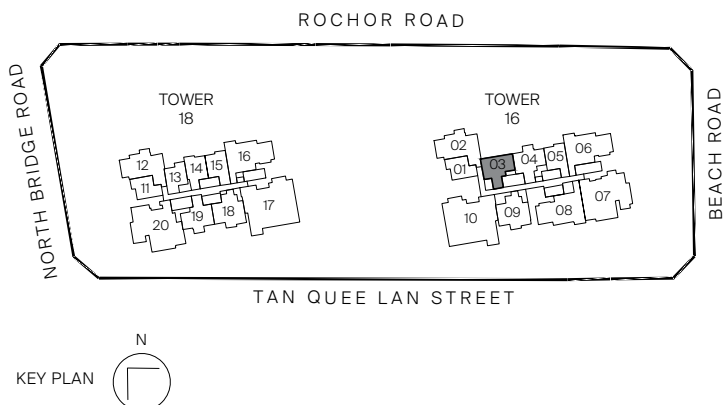 ROCHOR ROAD
NORTH BRIDGE ROAD
BEACH ROAD
TOWER
18
TOWER
16
12
11
13
14
15
16
17
18
19
20
02
01
03
04
05
06
07
08
09
10
TAN QUEE LAN STREET
N
KEY PLAN